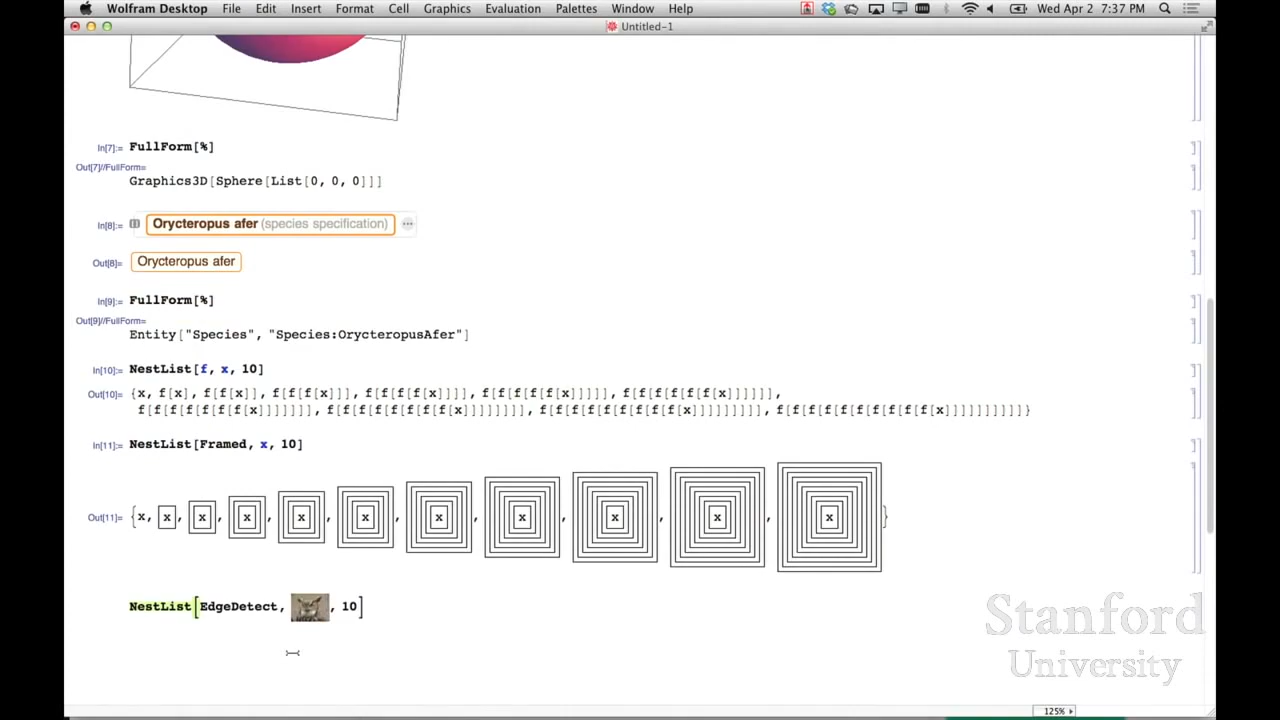 Wolfram Desktop File Edit Insert Format Cell Graphics Evaluation Palettes Window Help Wed Apr 2 7:37 PM
Untitled-1
In[7]:= FullForm[%]
Out[7]//FullForm=
Graphics3D[Sphere[List[0, 0, 0]]]
In[8]:= Orycteropus afer (species specification)
Out[8]= Orycteropus afer
In[9]:= FullForm[%]
Out[9]//FullForm=
Entity["Species", "Species:OrycteropusAfer"]
In[10]:= NestList[f, x, 10]
Out[10]= {x, f[x], f[f[x]], f[f[f[x]]], f[f[f[f[x]]]], f[f[f[f[f[x]]]]], f[f[f[f[f[f[x]]]]]],
f[f[f[f[f[f[f[x]]]]]]], f[f[f[f[f[f[f[f[x]]]]]]]], f[f[f[f[f[f[f[f[f[x]]]]]]]]], f[f[f[f[f[f[f[f[f[f[x]]]]]]]]]]}
In[11]:= NestList[Framed, x, 10]
Out[11]= {x, x, x, x, x, x, x, x, x, x, x}
NestList[EdgeDetect, , 10]
Stanford
University
125%